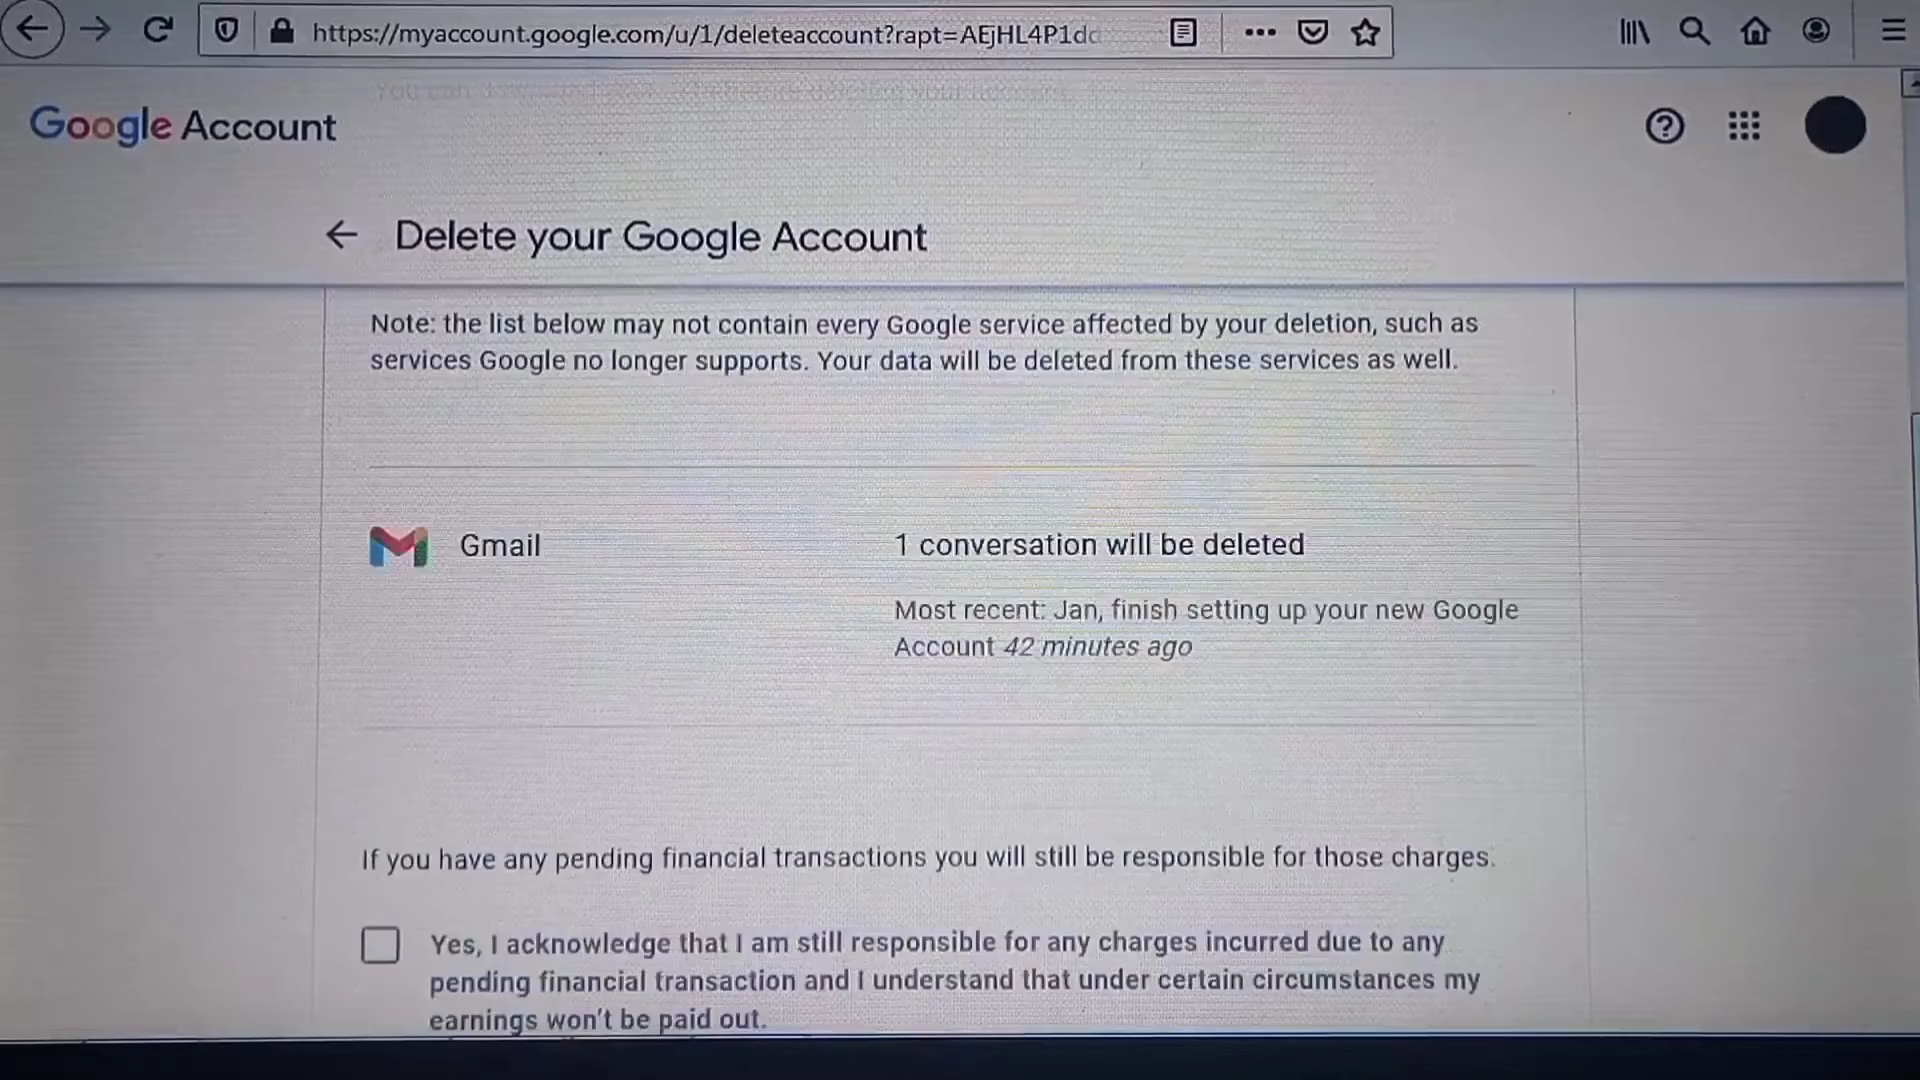 https://myaccount.google.com/u/1/deleteaccount?rapt=AEjHL4P1dc
Google Account
Delete your Google Account
Note: the list below may not contain every Google service affected by your deletion, such as
services Google no longer supports. Your data will be deleted from these services as well.
Gmail
1 conversation will be deleted
Most recent: Jan, finish setting up your new Google
Account 42 minutes ago
If you have any pending financial transactions you will still be responsible for those charges.
Yes, I acknowledge that I am still responsible for any charges incurred due to any
pending financial transaction and I understand that under certain circumstances my
earnings won't be paid out.